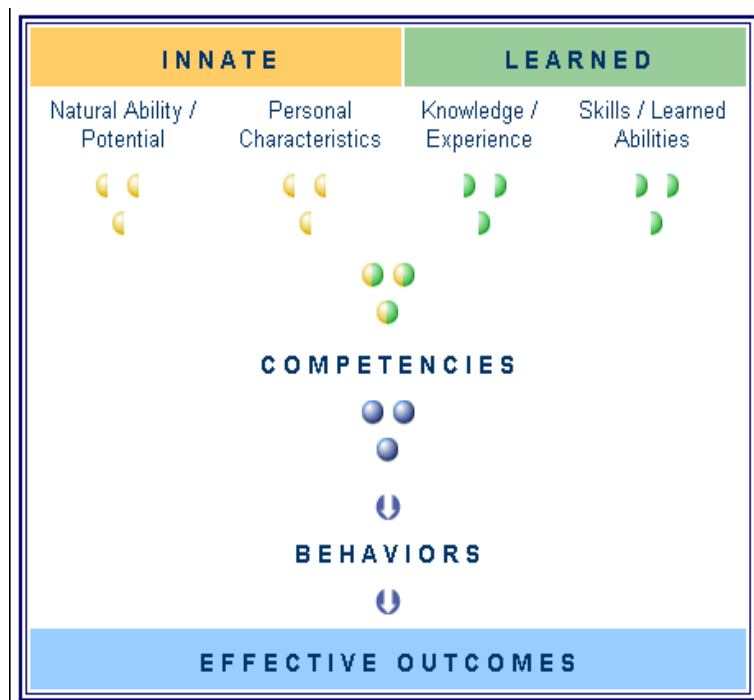 INNATE
LEARNED
Natural Ability /
Potential
Personal
Characteristics
Knowledge /
Experience
Skills / Learned
Abilities
COMPETENCIES
BEHAVIORS
EFFECTIVE OUTCOMES